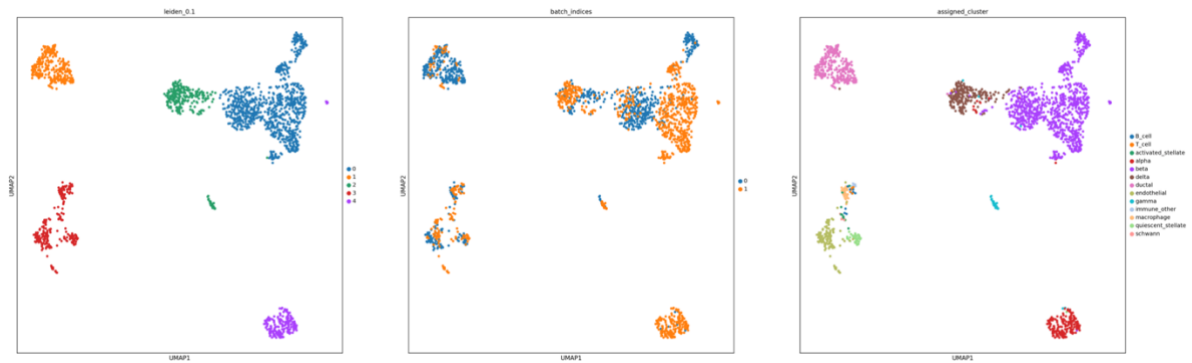 leiden_0.1
UMAP2
UMAP1
0
1
2
3
4
batch_indices
UMAP2
UMAP1
0
1
assigned_cluster
UMAP2
UMAP1
B_cell
T_cell
activated_stellate
alpha
beta
delta
ductal
endothelial
gamma
immune_other
macrophage
quiescent_stellate
schwann